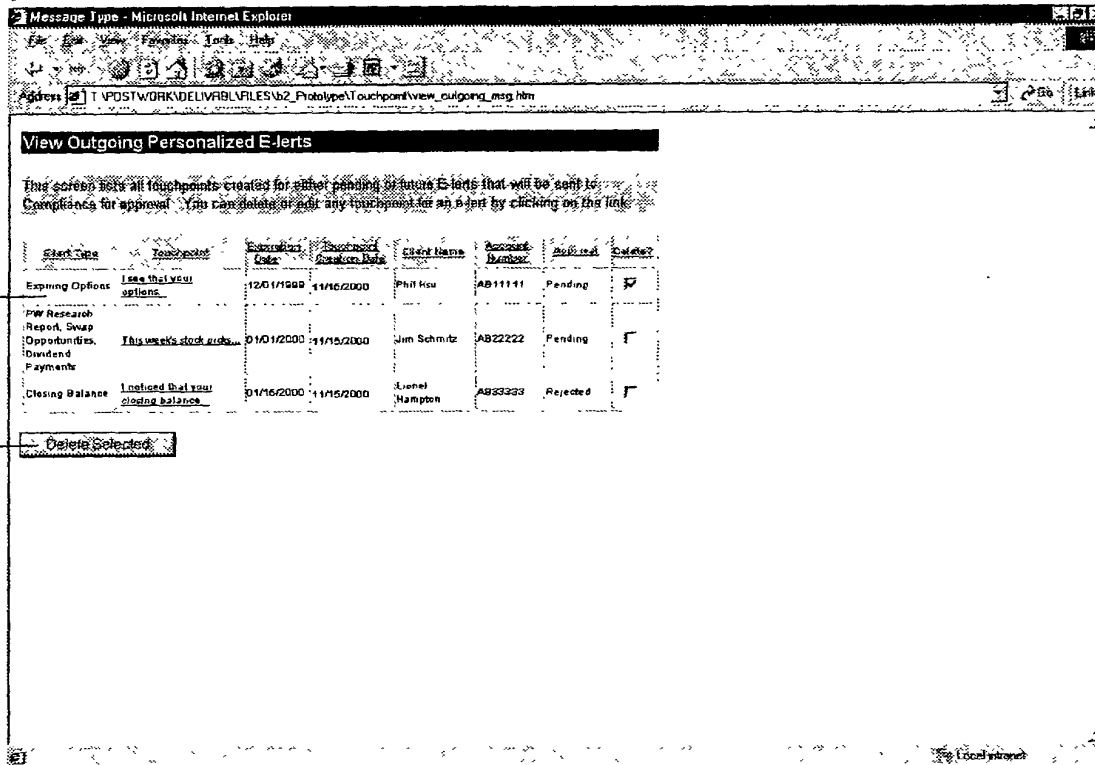 Message Type - Microsoft Internet Explorer
File Edit View Favorites Tools Help
Address T:\POSTWORK\DELIVRBL\FILES\b2_Prototype\Touchpoint\view_outgoing_msg.htm Go Link
View Outgoing Personalized E-lerts
This screen lists all touchpoints created for either pending or future E-lerts that will be sent to
Compliance for approval. You can delete or edit any touchpoint for an e-lert by clicking on the link.
Touchpoint Expiration Date Touchpoint Creation Date Client Name Account Number Delete?
Expiring Options I see that your options... 12/01/1999 11/15/2000 Phil Hsu AB11111 Pending
PW Research Report, Swap Opportunities, Dividend Payments This week's stock picks... 01/01/2000 11/15/2000 Jim Schmitz AB22222 Pending
Closing Balance I noticed that your closing balance... 01/15/2000 11/15/2000 Lionel Hampton AB33333 Rejected
Delete Selected
Local intranet